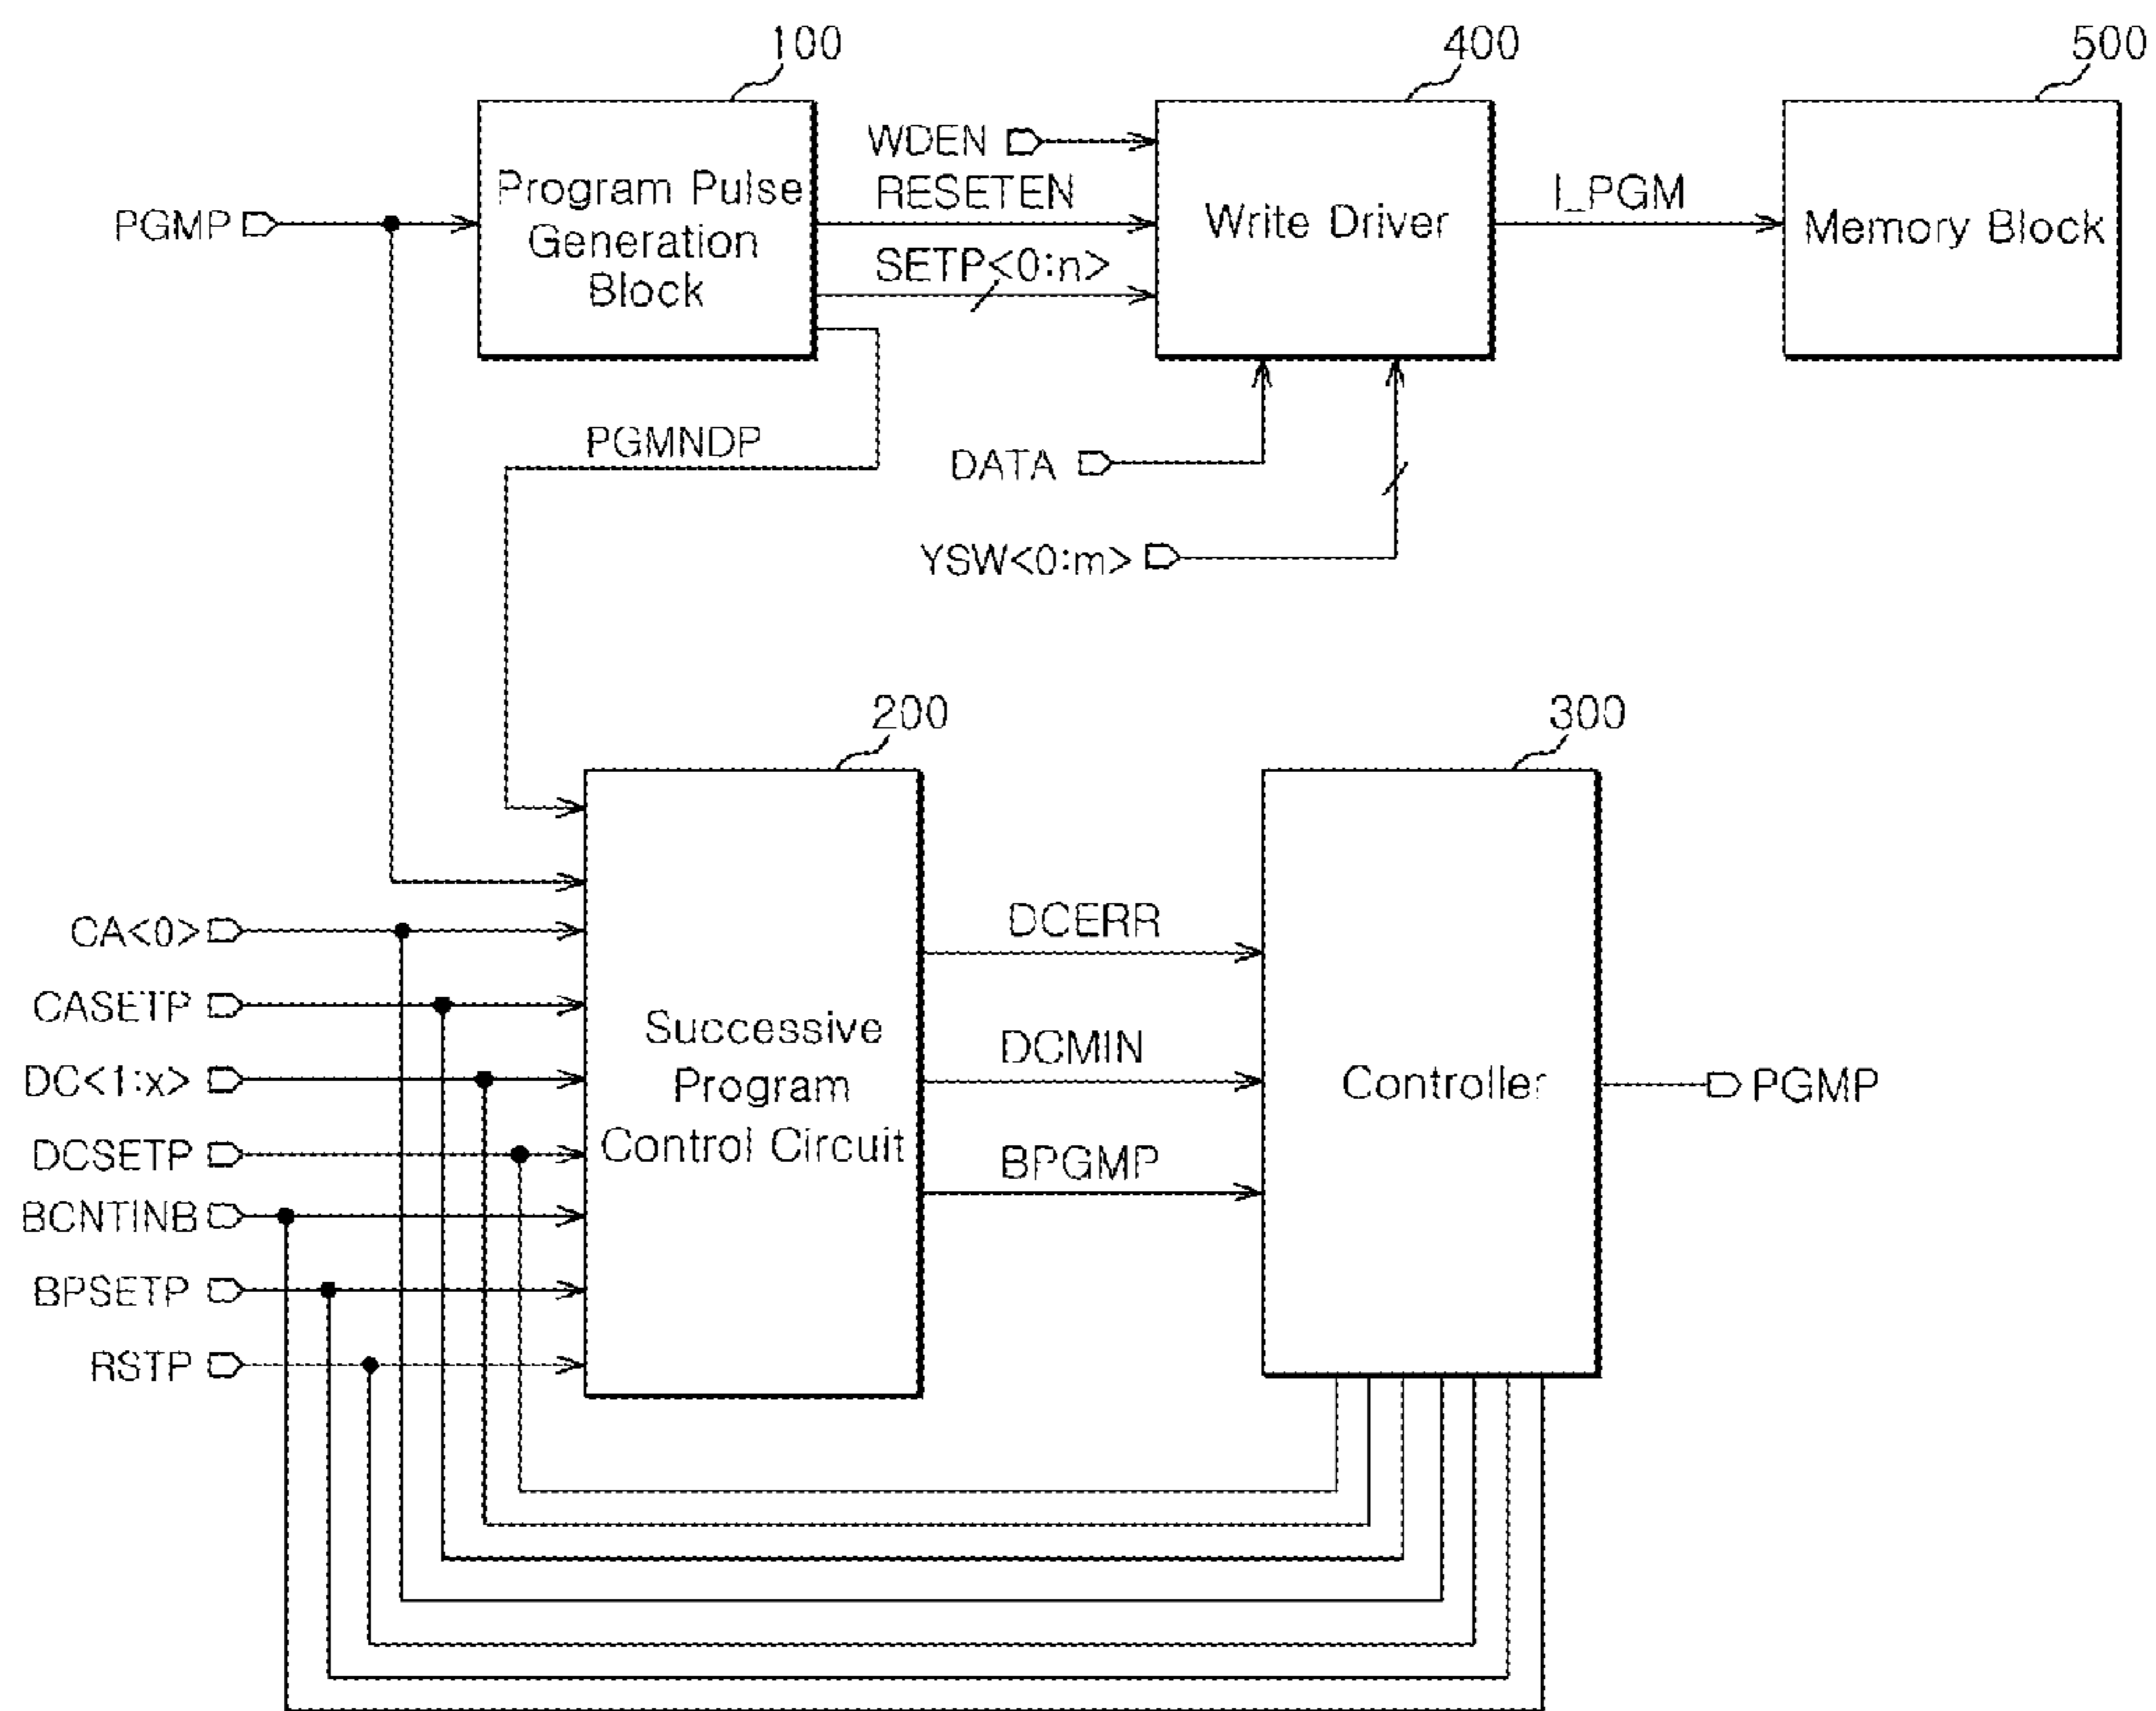 100
400
500
Program Pulse
Generation
Block
WDEN
RESETEN
SETP<0:n>
PGMP
Write Driver
I_PGM
Memory Block
PGMNDP
DATA
YSW<0:m>
200
300
CA<0>
CASETP
DC<1:x>
DCSETP
BCNTINB
BPSETP
RSTP
Successive
Program
Control Circuit
DCERR
DCMIN
BPGMP
Controller
PGMP